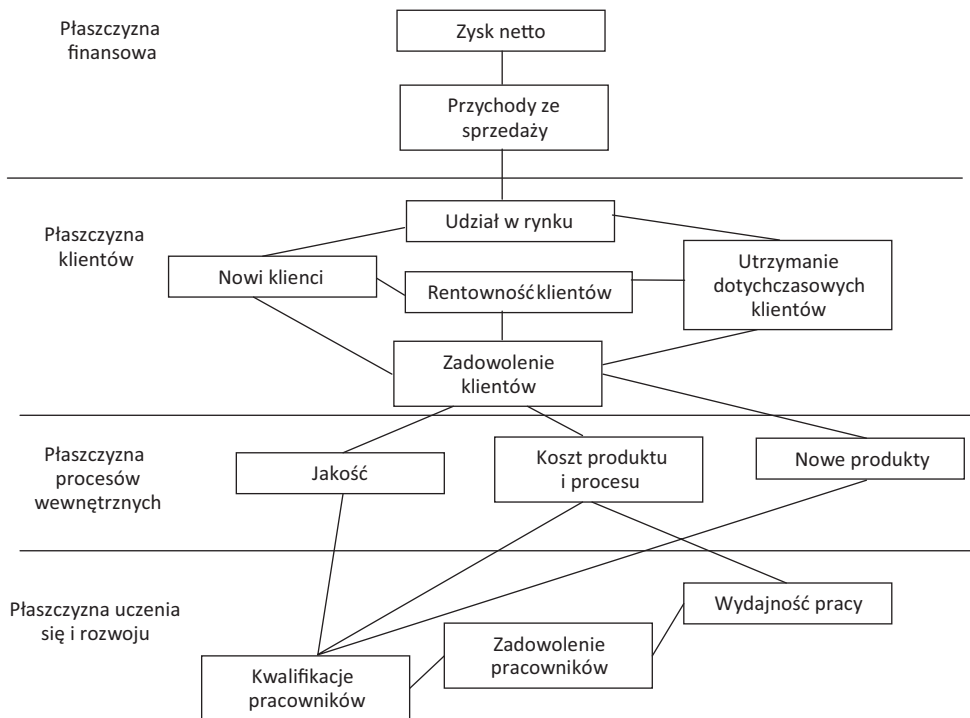 Płaszczyzna
finansowa
Zysk netto
Przychody ze
sprzedaży
Płaszczyzna
klientów
Udział w rynku
Nowi klienci
Rentowność klientów
Utrzymanie
dotychczasowych
klientów
Zadowolenie
klientów
Płaszczyzna
procesów
wewnętrznych
Jakość
Koszt produktu
i procesu
Nowe produkty
Płaszczyzna uczenia
się i rozwoju
Wydajność pracy
Zadowolenie
pracowników
Kwalifikacje
pracowników